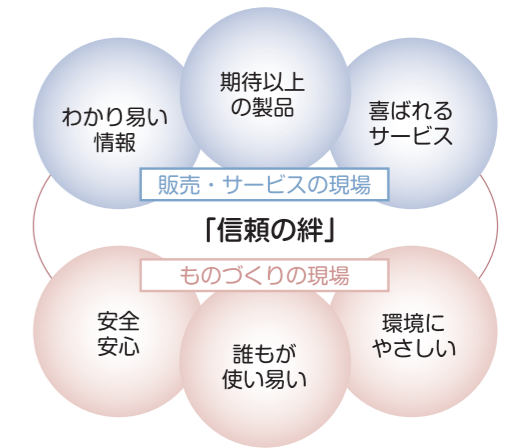 わかり易い
情報
期待以上
の製品
喜ばれる
サービス
販売・サービスの現場
「信頼の絆」
ものづくりの現場
安全
安心
誰もが
使い易い
環境に
やさしい